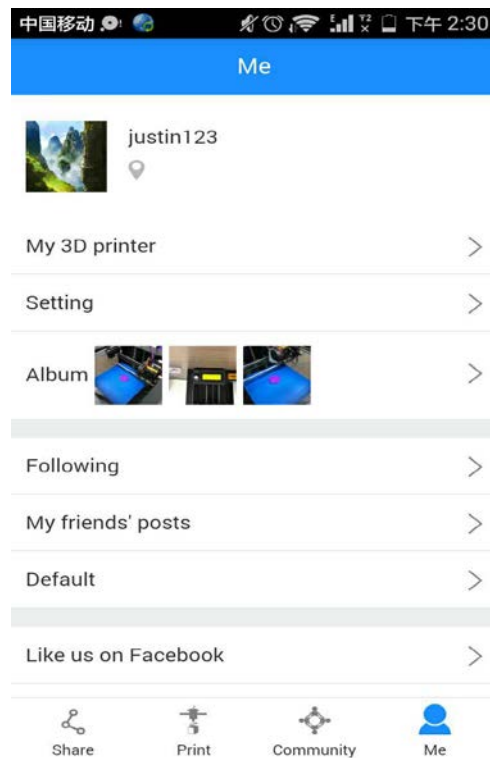 中国移动 下午 2:30
Me
justin123
My 3D printer
Setting
Album
Following
My friends' posts
Default
Like us on Facebook
Share Print Community Me